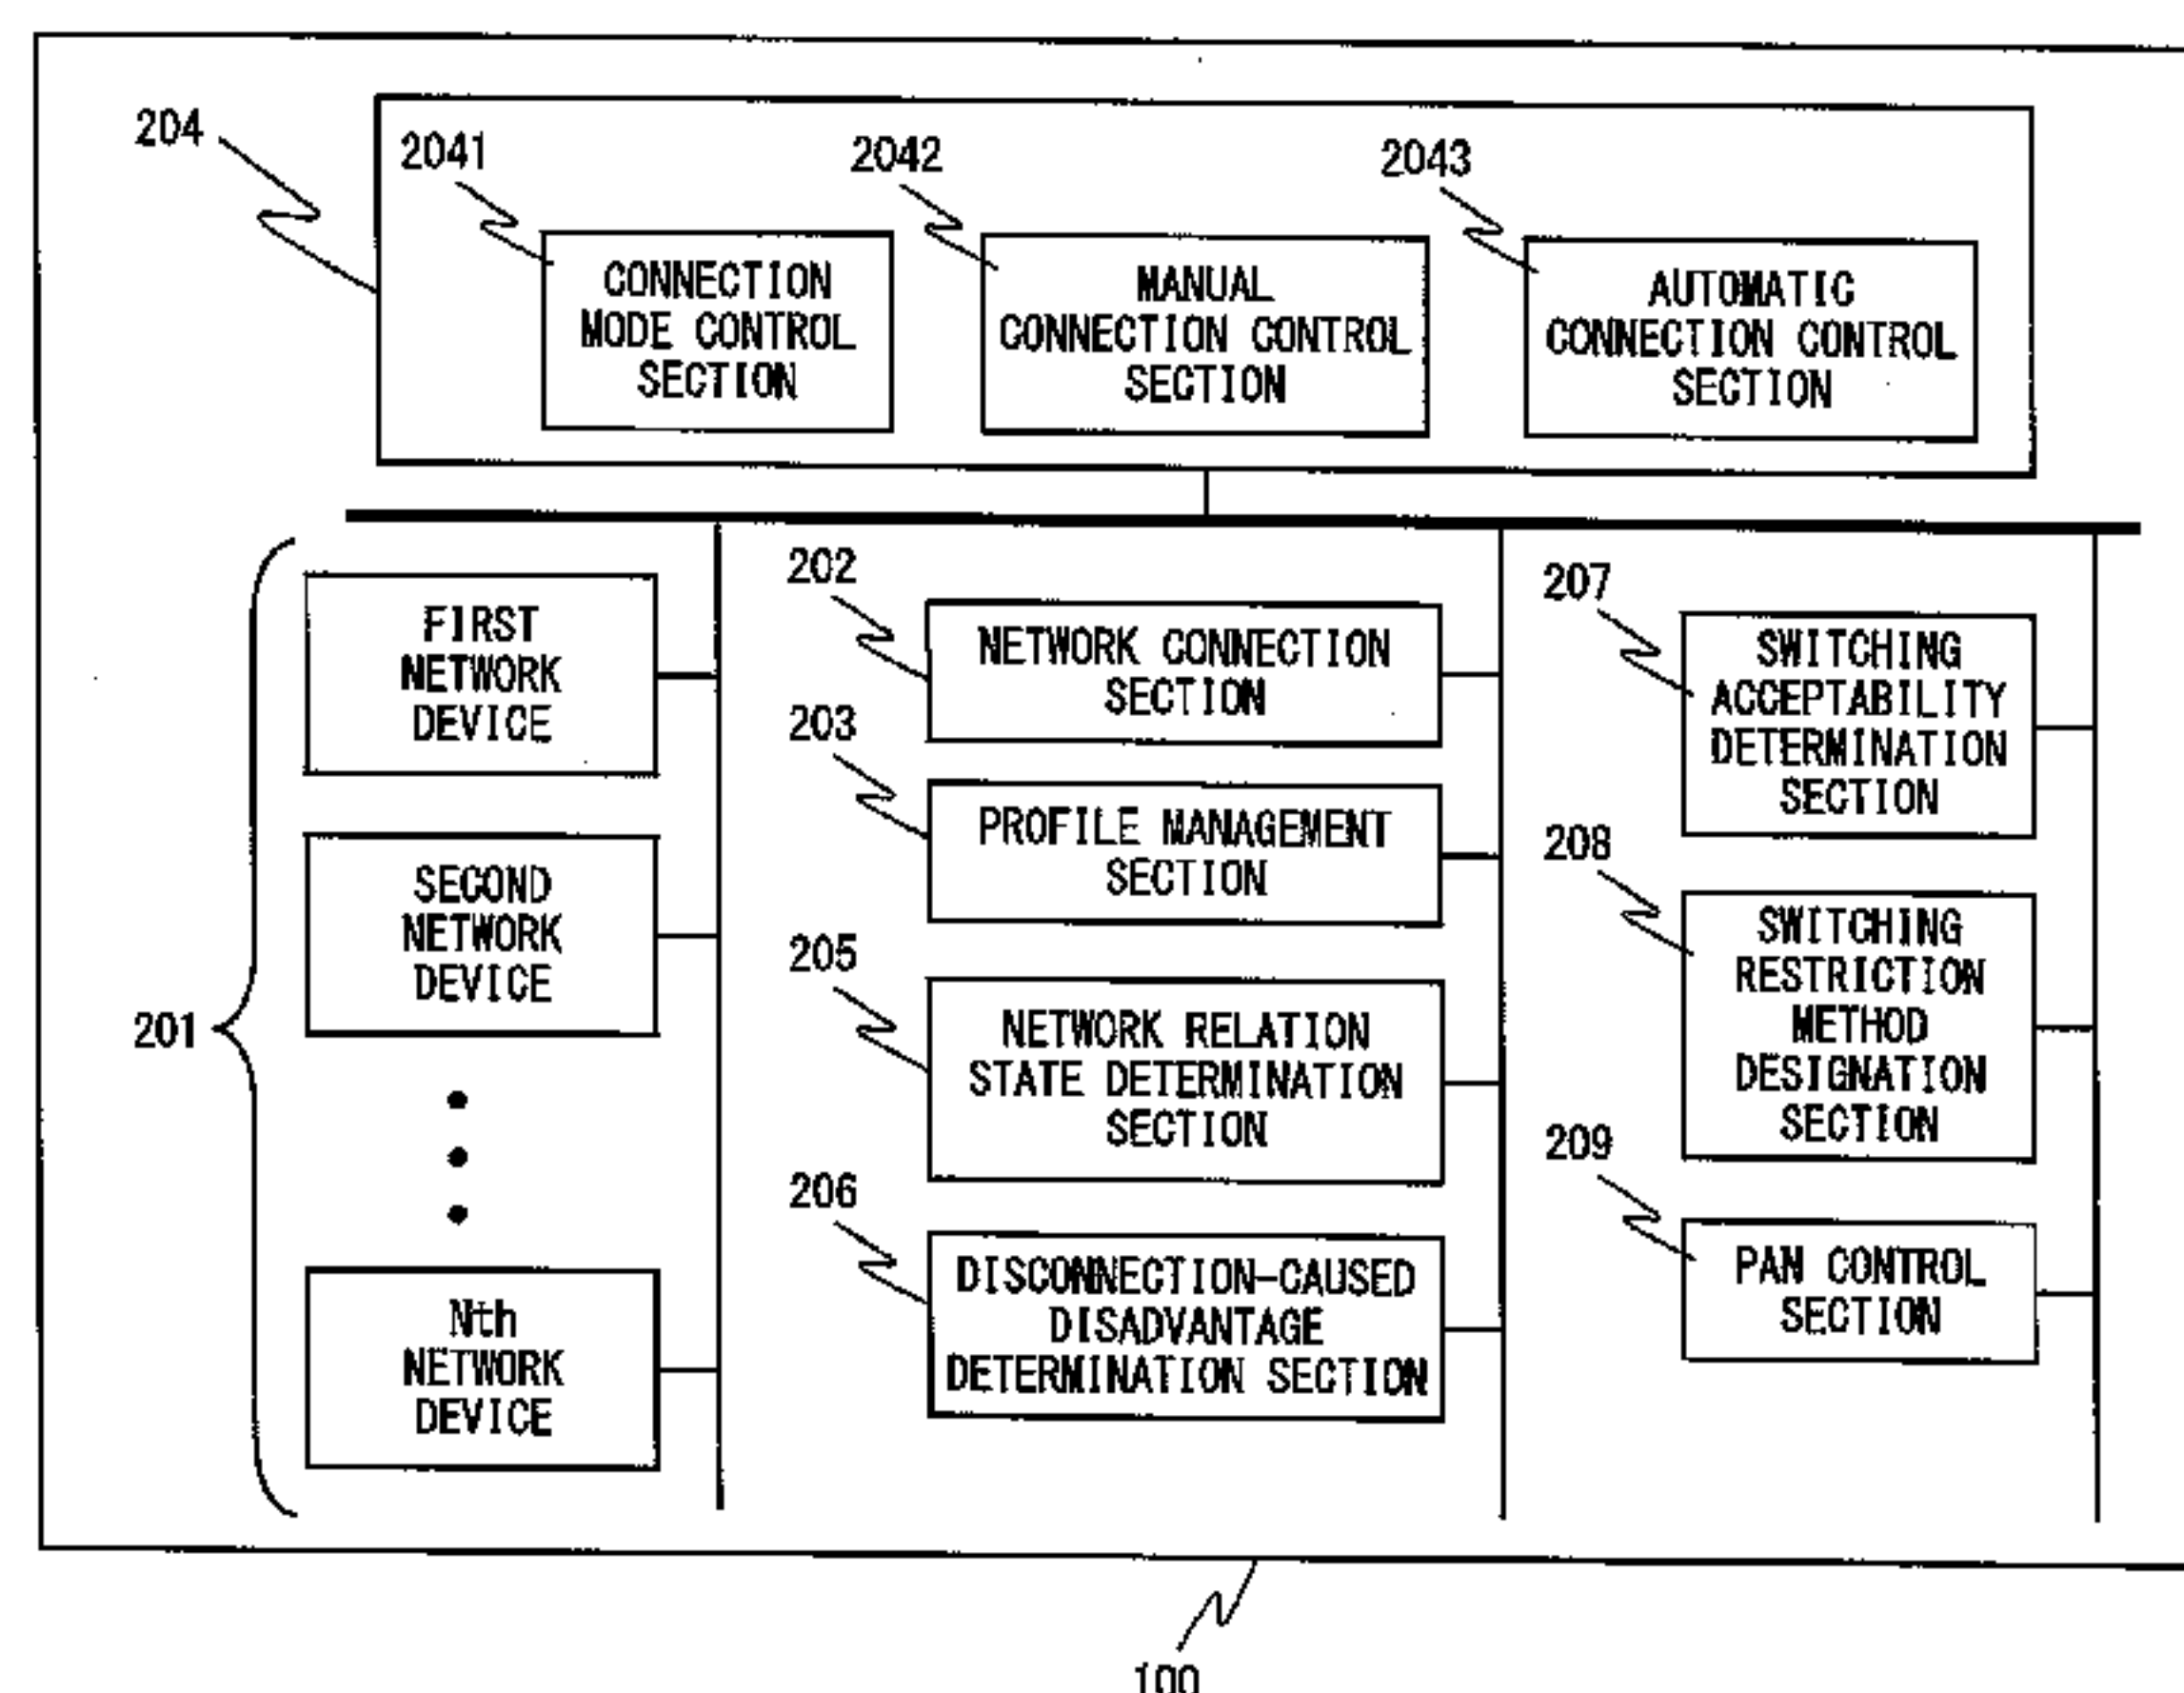 204
2041
2042
2043
CONNECTION
MODE CONTROL
SECTION
MANUAL
CONNECTION CONTROL
SECTION
AUTOMATIC
CONNECTION CONTROL
SECTION
201
FIRST
NETWORK
DEVICE
SECOND
NETWORK
DEVICE
Nth
NETWORK
DEVICE
202
NETWORK CONNECTION
SECTION
203
PROFILE MANAGEMENT
SECTION
205
NETWORK RELATION
STATE DETERMINATION
SECTION
206
DISCONNECTION-CAUSED
DISADVANTAGE
DETERMINATION SECTION
207
SWITCHING
ACCEPTABILITY
DETERMINATION
SECTION
208
SWITCHING
RESTRICTION
METHOD
DESIGNATION
SECTION
209
PAN CONTROL
SECTION
100